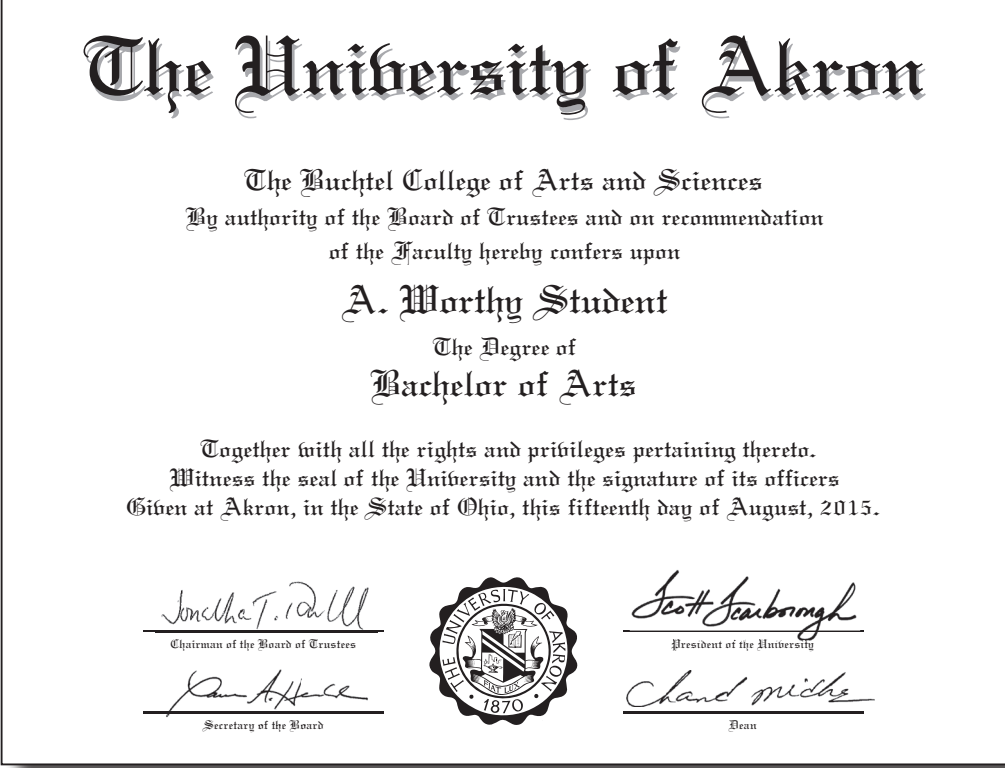 The University of Akron
The Buchtel College of Arts and Sciences
By authority of the Board of Trustees and on recommendation
of the Faculty hereby confers upon
A. Worthy Student
The Degree of
Bachelor of Arts
Together with all the rights and privileges pertaining thereto.
Witness the seal of the University and the signature of its officers
Given at Akron, in the State of Ohio, this fifteenth day of August, 2015.
Scott Scarborough
Chairman of the Board of Trustees
President of the University
THE UNIVERSITY OF AKRON
FIAT LUX
1870
Chand Midha
Secretary of the Board
Dean